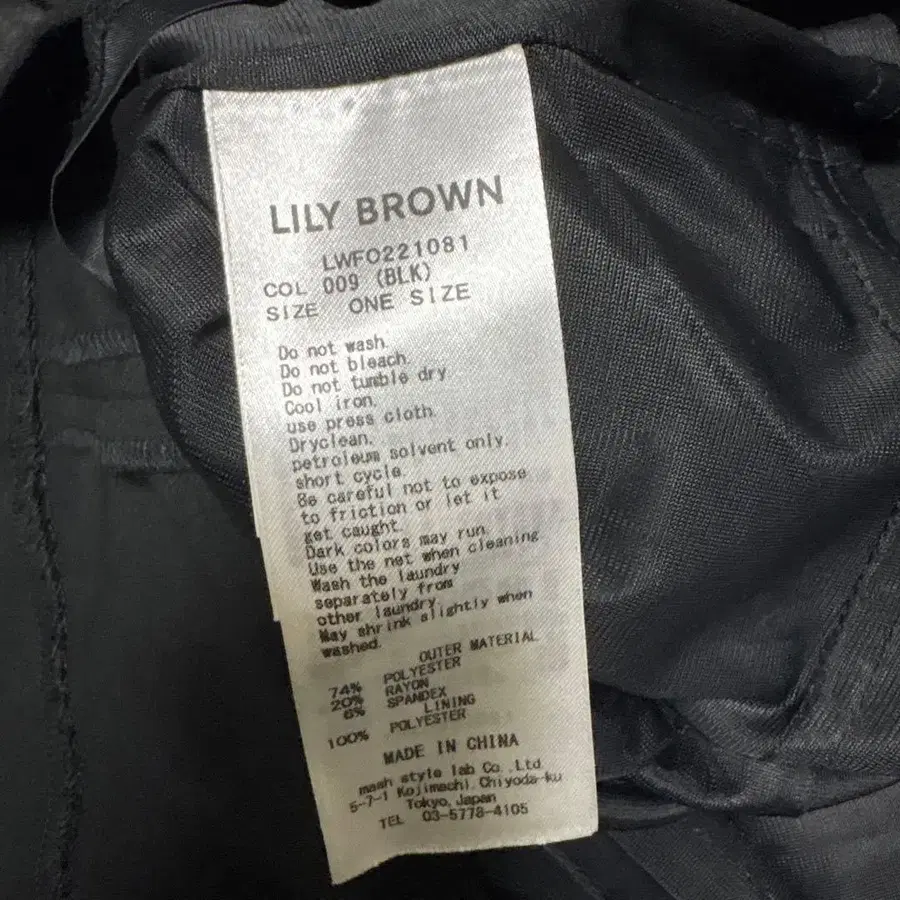 LILY BROWN
LWFO221081
COL 009 (BLK)
SIZE ONE SIZE
Do not wash.
Do not bleach.
Do not tumble dry.
Cool iron.
use press cloth.
Dryclean.
petroleum solvent only.
short cycle.
Be careful not to expose
to friction or let it
get caught.
Dark colors may run.
Use the net when cleaning
Wash the laundry
separately from
other laundry.
May shrink slightly when
washed.
OUTER MATERIAL
74% POLYESTER
20% RAYON
6% SPANDEX
LINING
100% POLYESTER
MADE IN CHINA
mash style lab Co.,Ltd.
5-7-1 Kojimachi, Chiyoda-ku
Tokyo, Japan
TEL 03-5778-4105